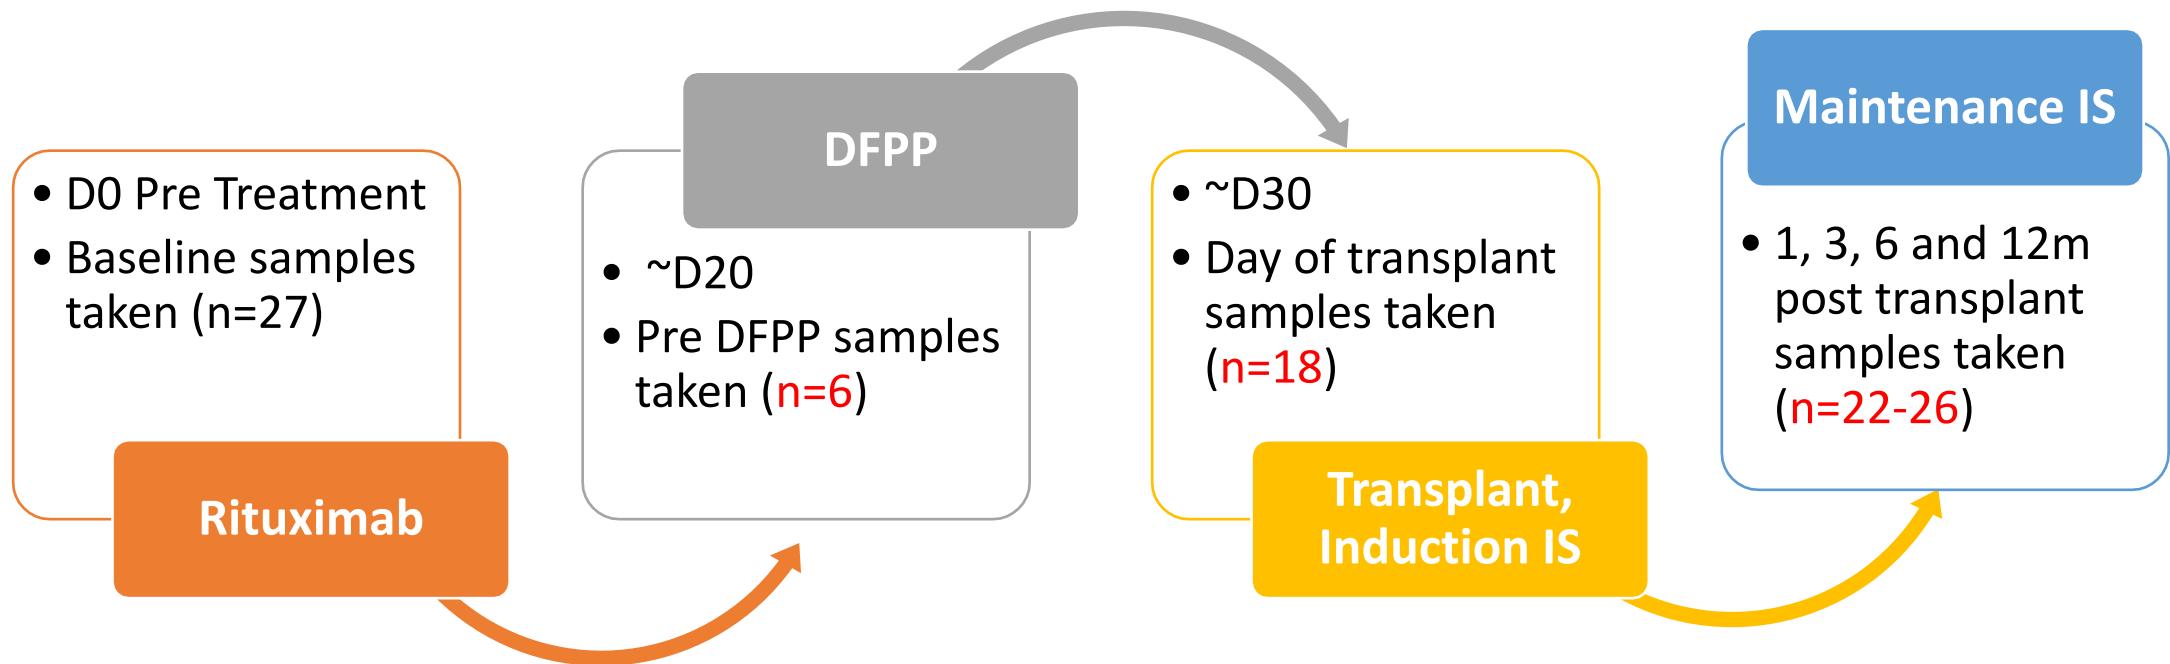 • D0 Pre Treatment
• Baseline samples
taken (n=27)
Rituximab
DFPP
• ~D20
• Pre DFPP samples
taken (n=6)
• ~D30
• Day of transplant
samples taken
(n=18)
Transplant,
Induction IS
Maintenance IS
• 1, 3, 6 and 12m
post transplant
samples taken
(n=22-26)